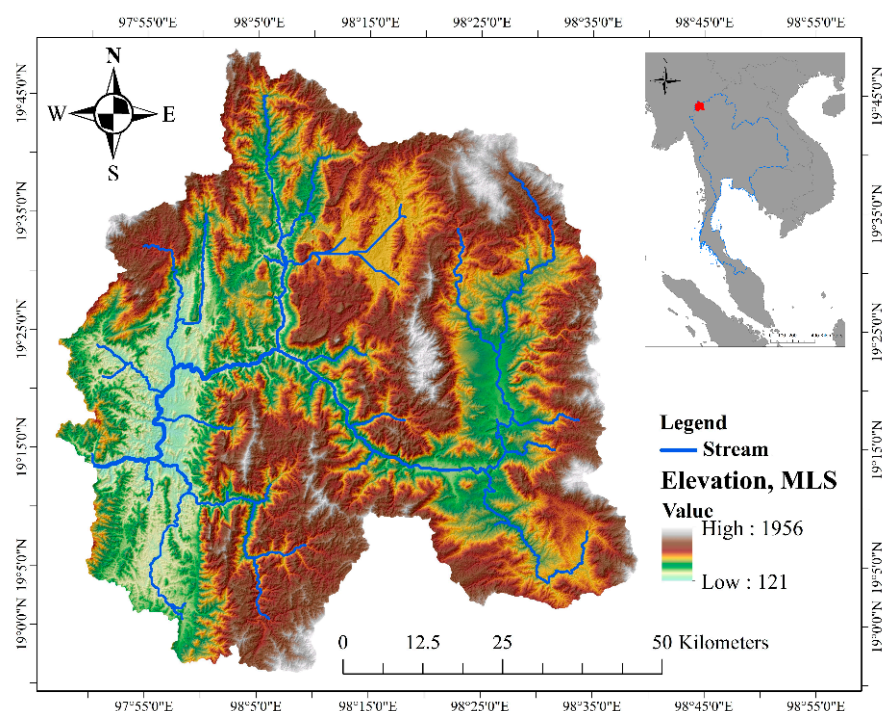 97°55'0"E 98°5'0"E 98°15'0"E 98°25'0"E 98°45'0"E 98°55'0"E
N
W E
S
19°45'0"N 19°45'0"N
19°35'0"N 19°35'0"N
19°25'0"N 19°25'0"N
19°15'0"N 19°15'0"N
19°5'0"N 19°5'0"N
19°0'0"N 19°0'0"N
Legend
Stream
Elevation, MLS
Value
High : 1956
Low : 121
0 12.5 25 50 Kilometers
97°55'0"E 98°5'0"E 98°15'0"E 98°25'0"E 98°35'0"E 98°45'0"E 98°55'0"E